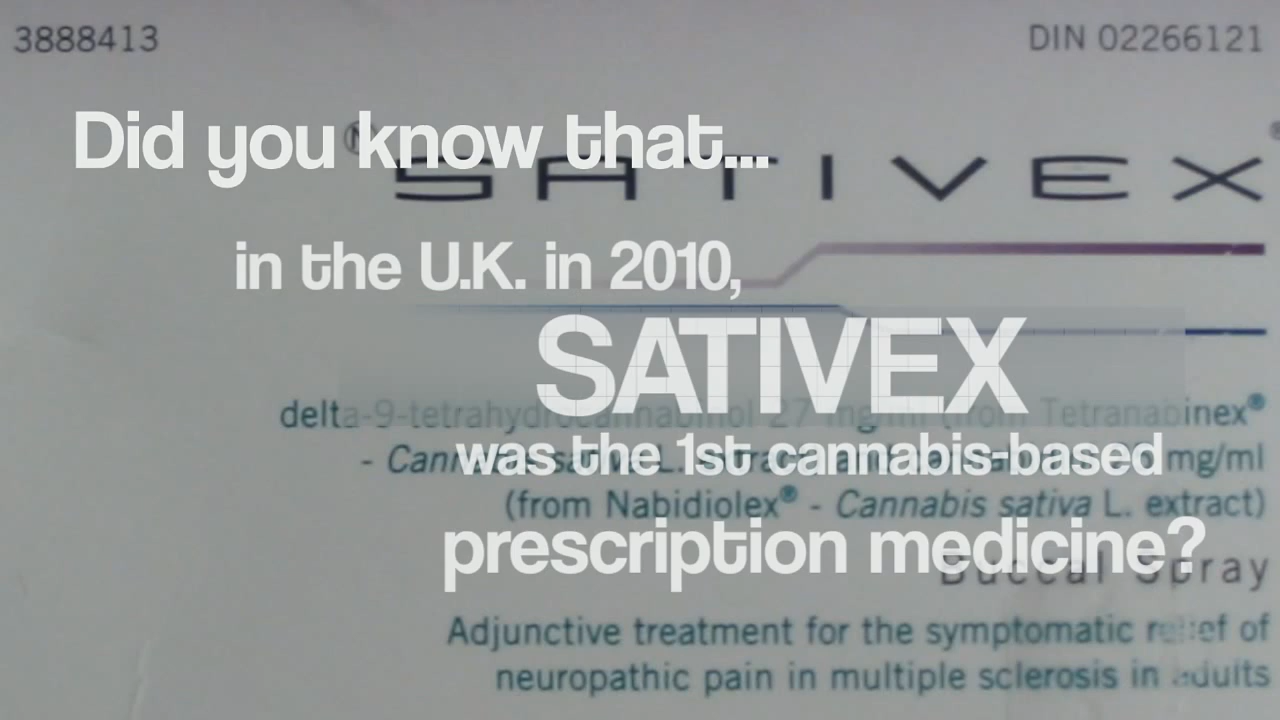 3888413 DIN 02266121
Did you know that...
SATIVEX
in the U.K. in 2010,
SATIVEX
delta-9-tetrahydrocannabinol 27 mg/ml (from Tetranabinex®
was the 1st cannabis-based
- Cannabis sativa L. mg/ml
(from Nabidiolex® - Cannabis sativa L. extract)
prescription medicine?
Buccal Spray
Adjunctive treatment for the symptomatic relief of
neuropathic pain in multiple sclerosis in adults